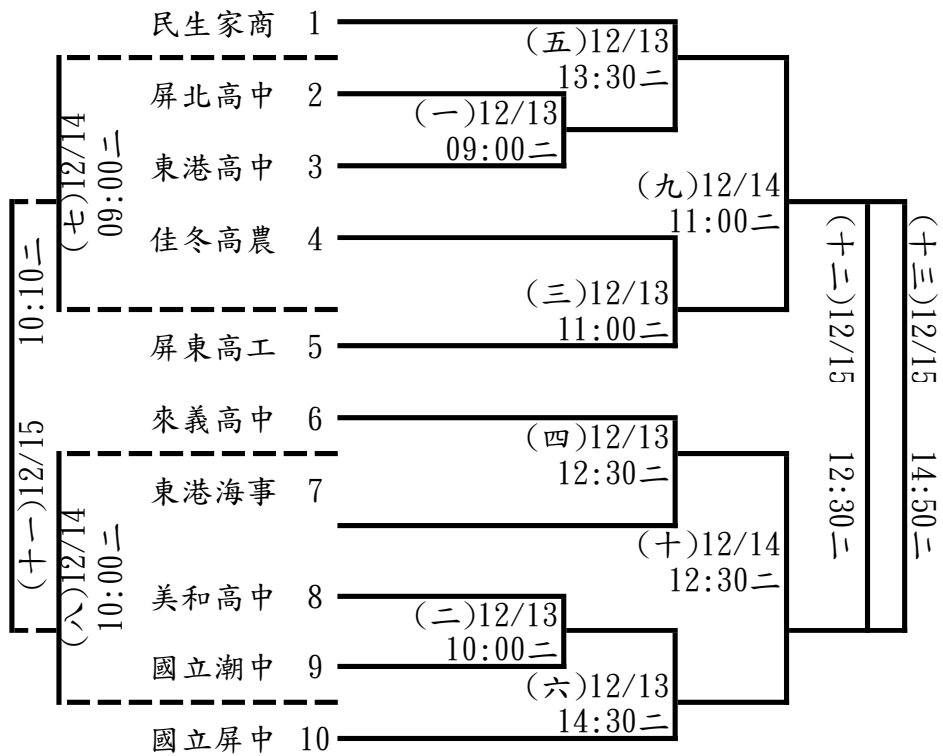 民生家商 1
(五)12/13
13:30二
屏北高中 2
(一)12/13
09:00二
東港高中 3
(七)12/14
09:00二
(九)12/14
11:00二
佳冬高農 4
(三)12/13
11:00二
屏東高工 5
來義高中 6
(四)12/13
12:30二
東港海事 7
(十)12/14
12:30二
美和高中 8
(二)12/13
10:00二
國立潮中 9
(八)12/14
10:00二
(六)12/13
14:30二
國立屏中 10
(十一)12/15 10:10二
(十二)12/15 12:30二
(十三)12/15 14:50二